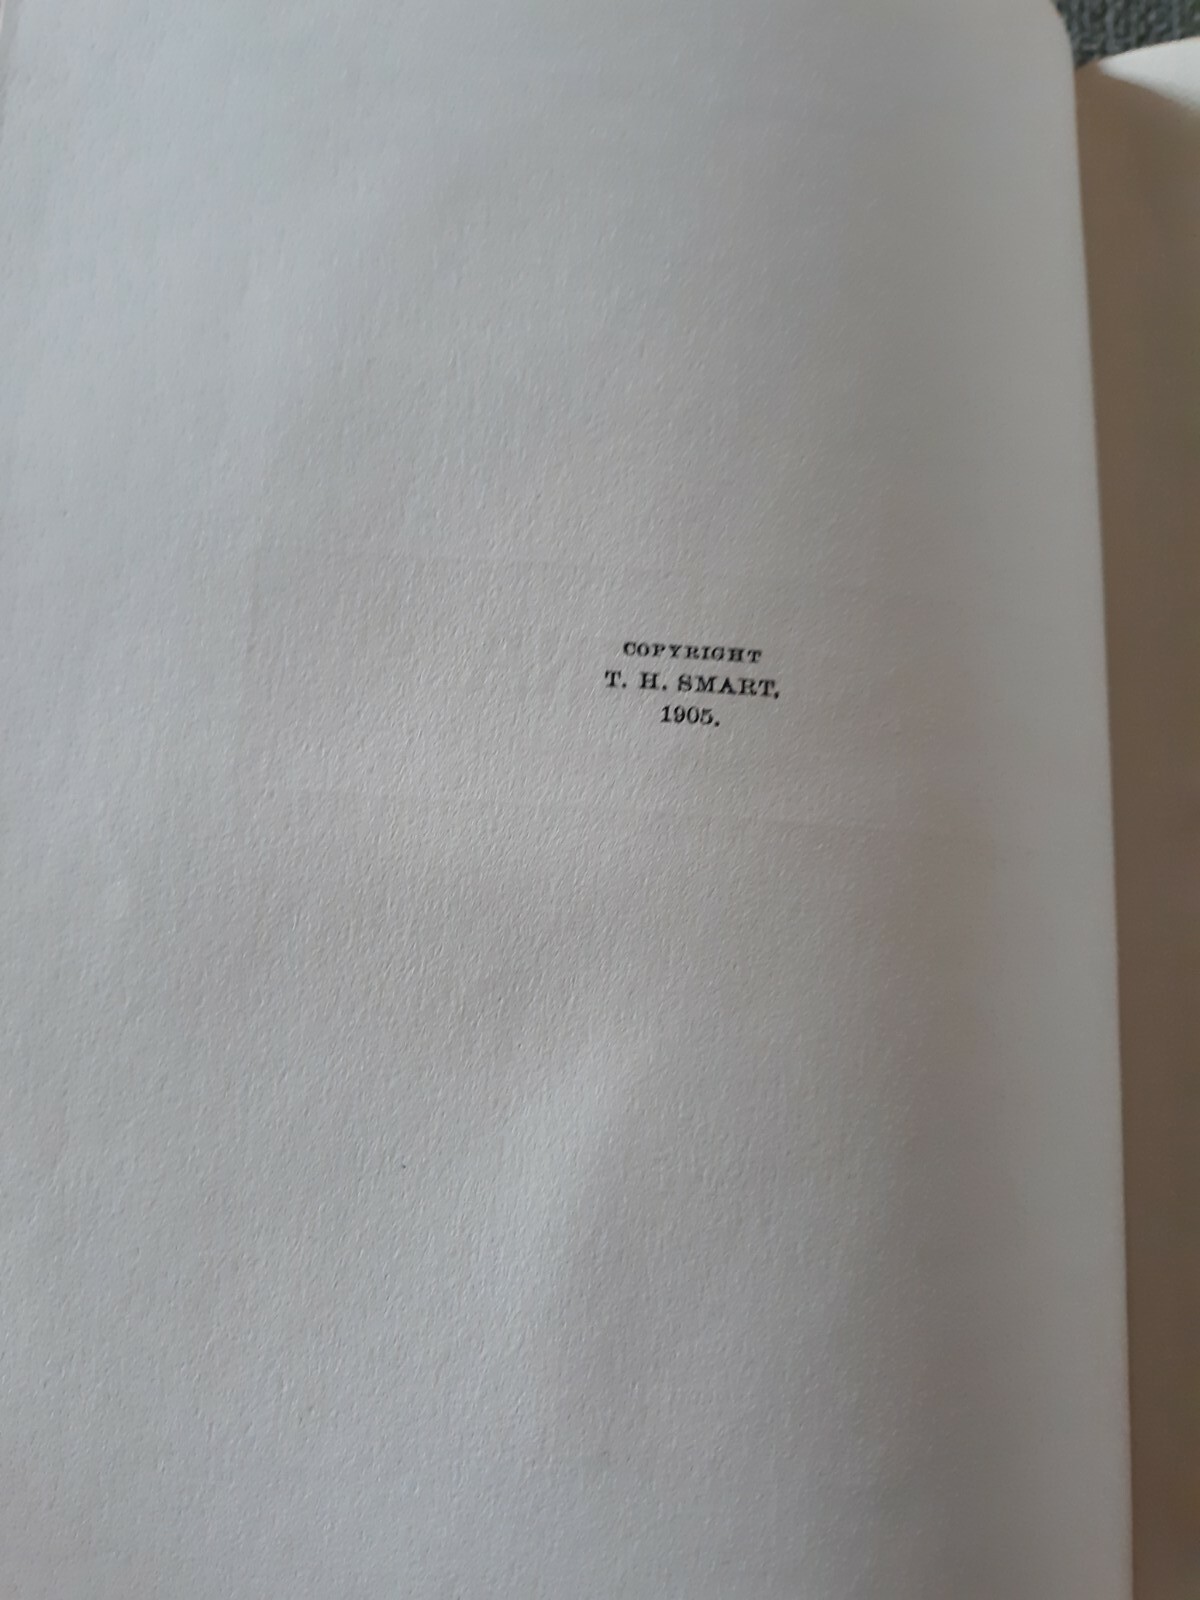 COPYRIGHT
T. H. SMART,
1905.